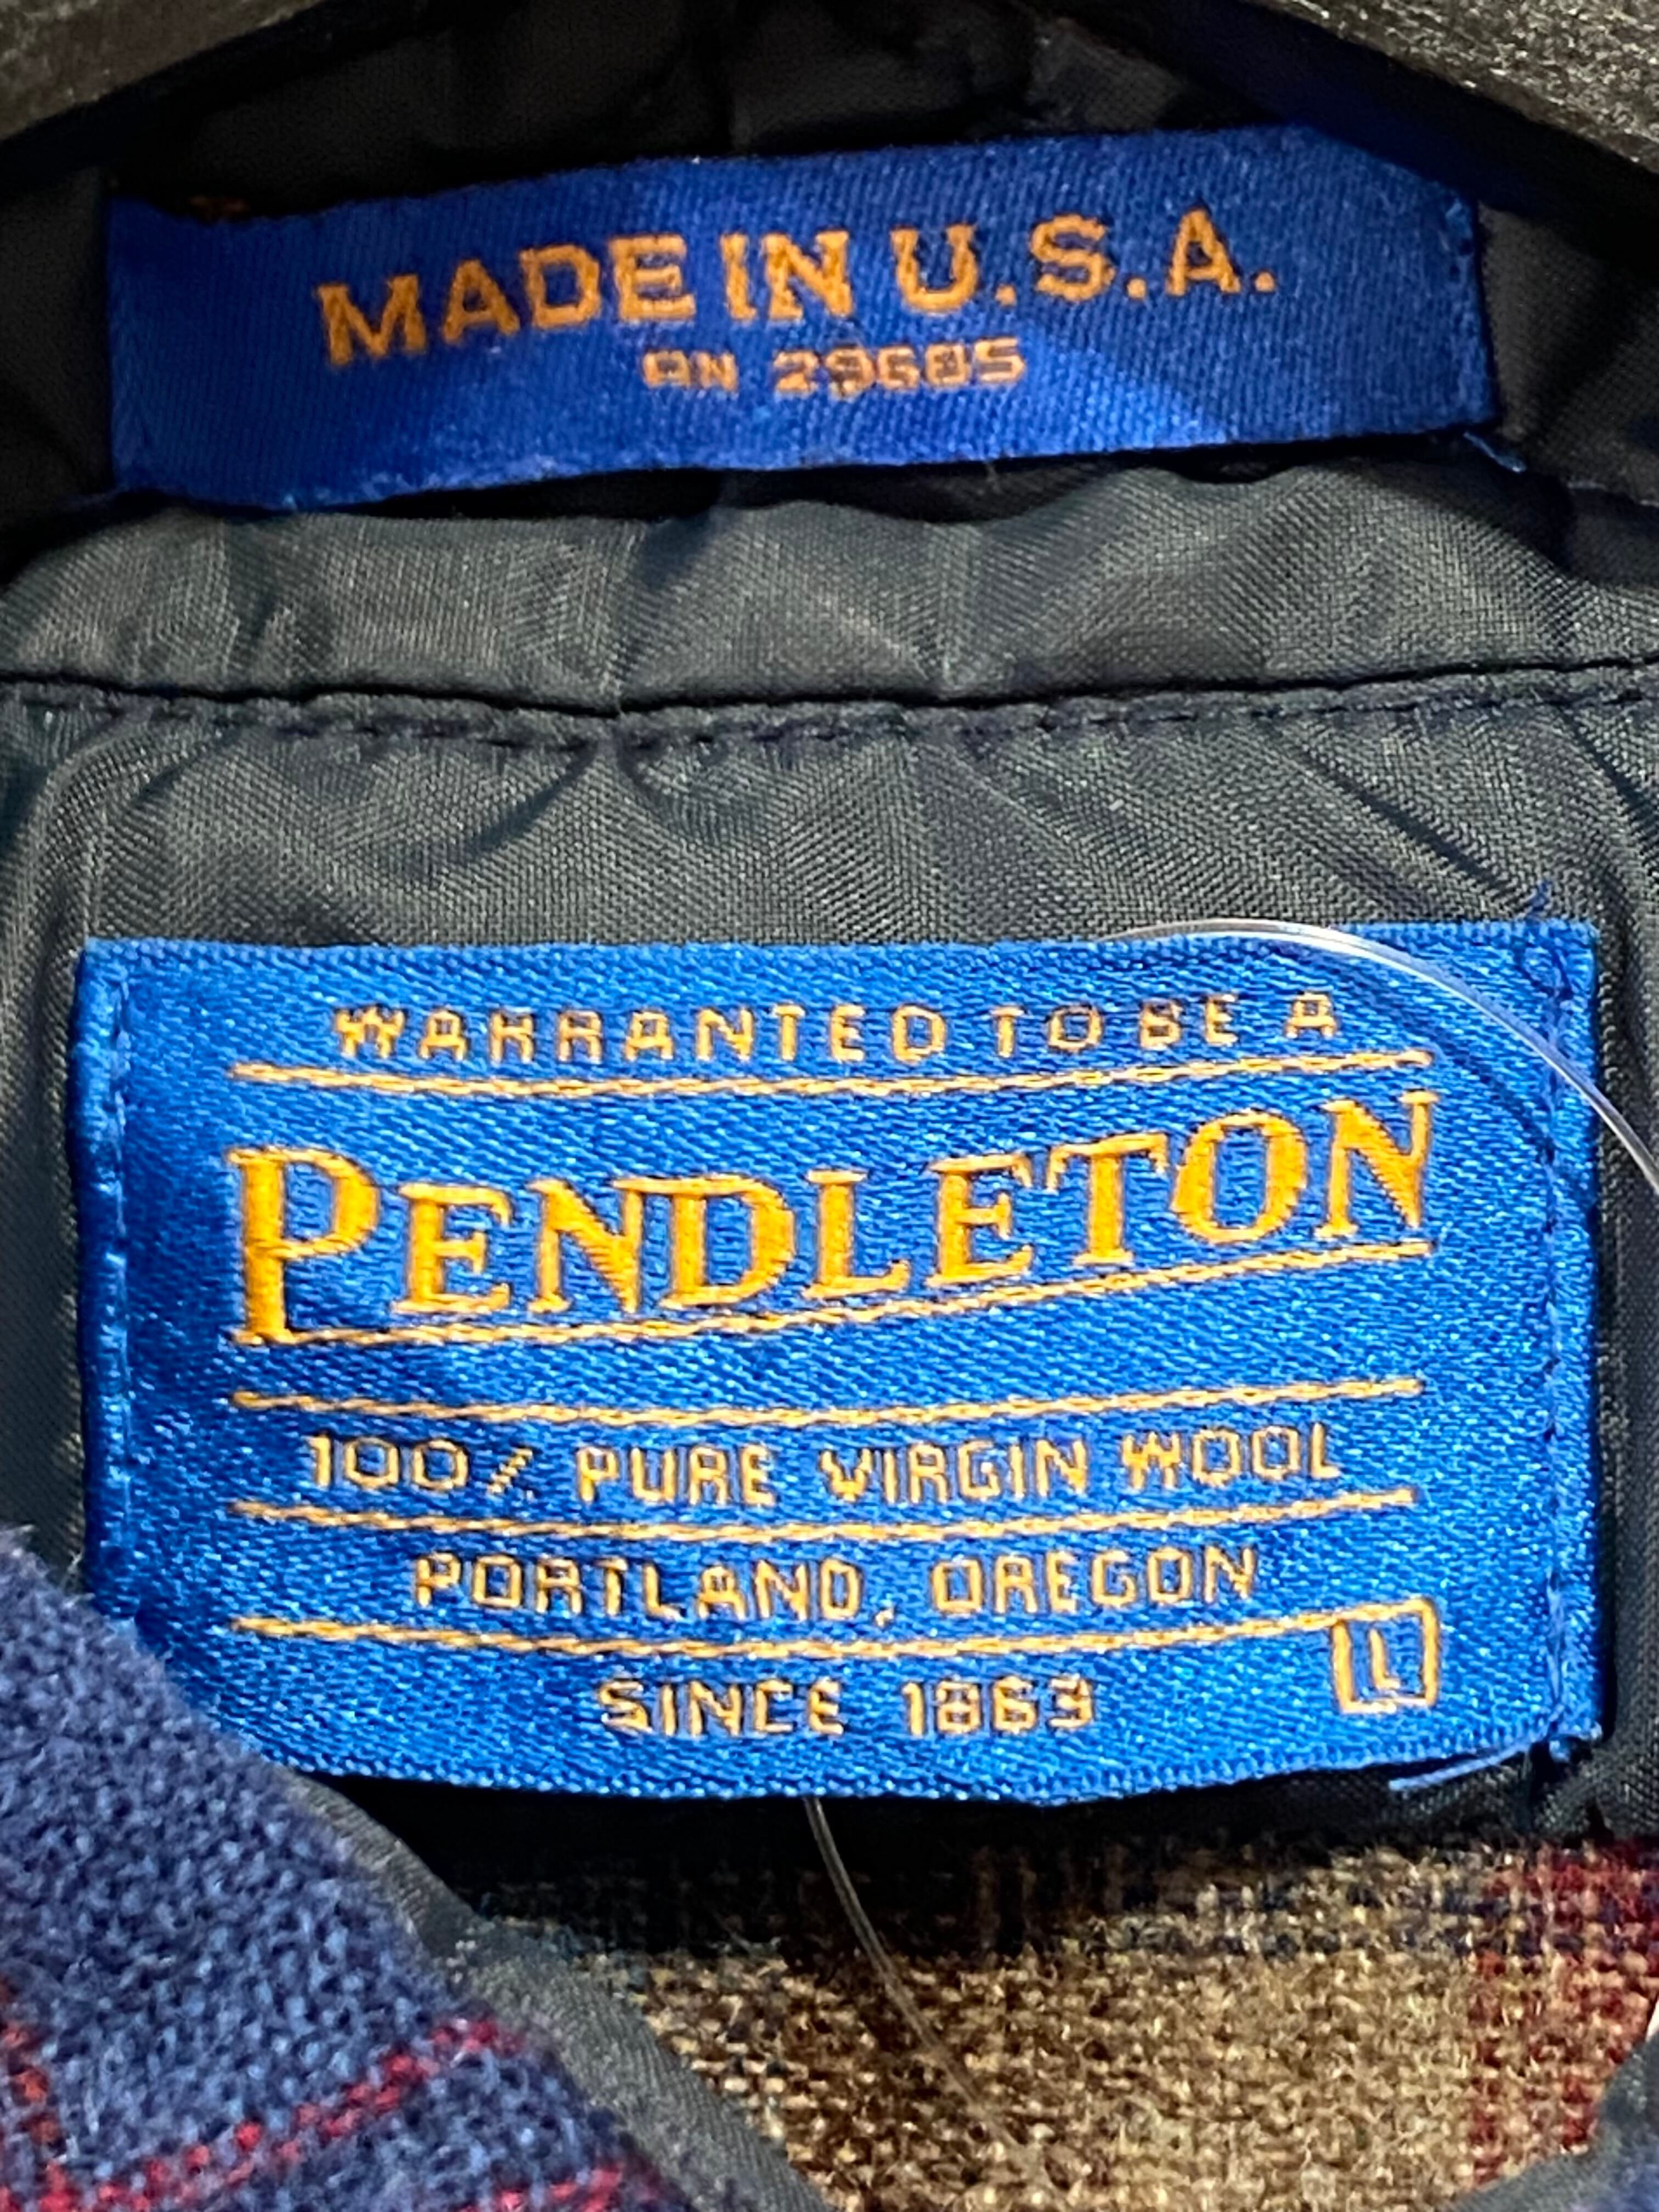 MADE IN U.S.A.
RN 29685
WARRANTED TO BE A
PENDLETON
100% PURE VIRGIN WOOL
PORTLAND, OREGON
SINCE 1863
L